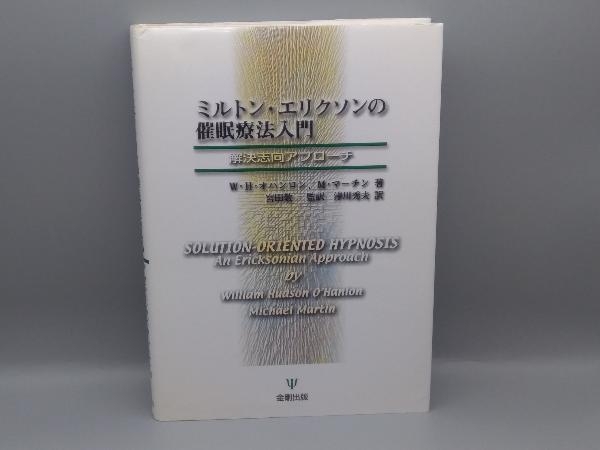 ミルトン・エリクソンの
催眠療法入門
解決志向アプローチ
W・H・オハンロン、M・マーチン 著
宮田敬一 監訳 津川秀夫 訳
SOLUTION-ORIENTED HYPNOSIS
An Ericksonian Approach
by
William Hudson O'Hanlon
Michael Martin
金剛出版